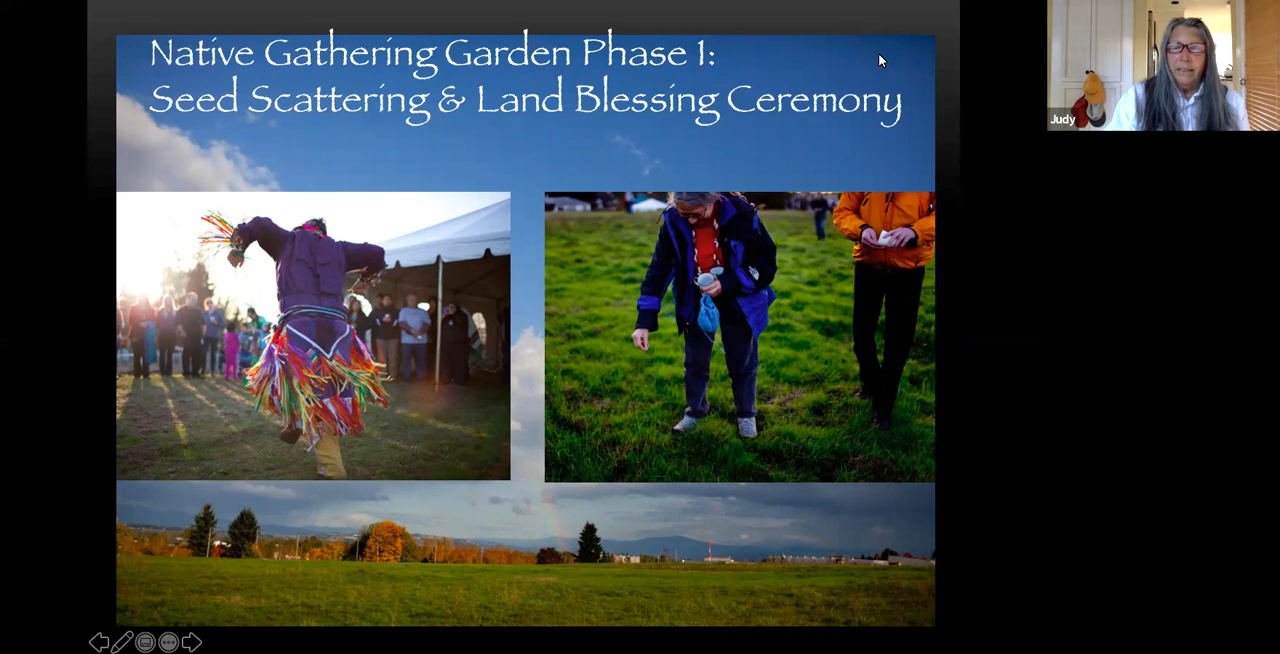 Native Gathering Garden Phase 1:
Seed Scattering & Land Blessing Ceremony
Judy